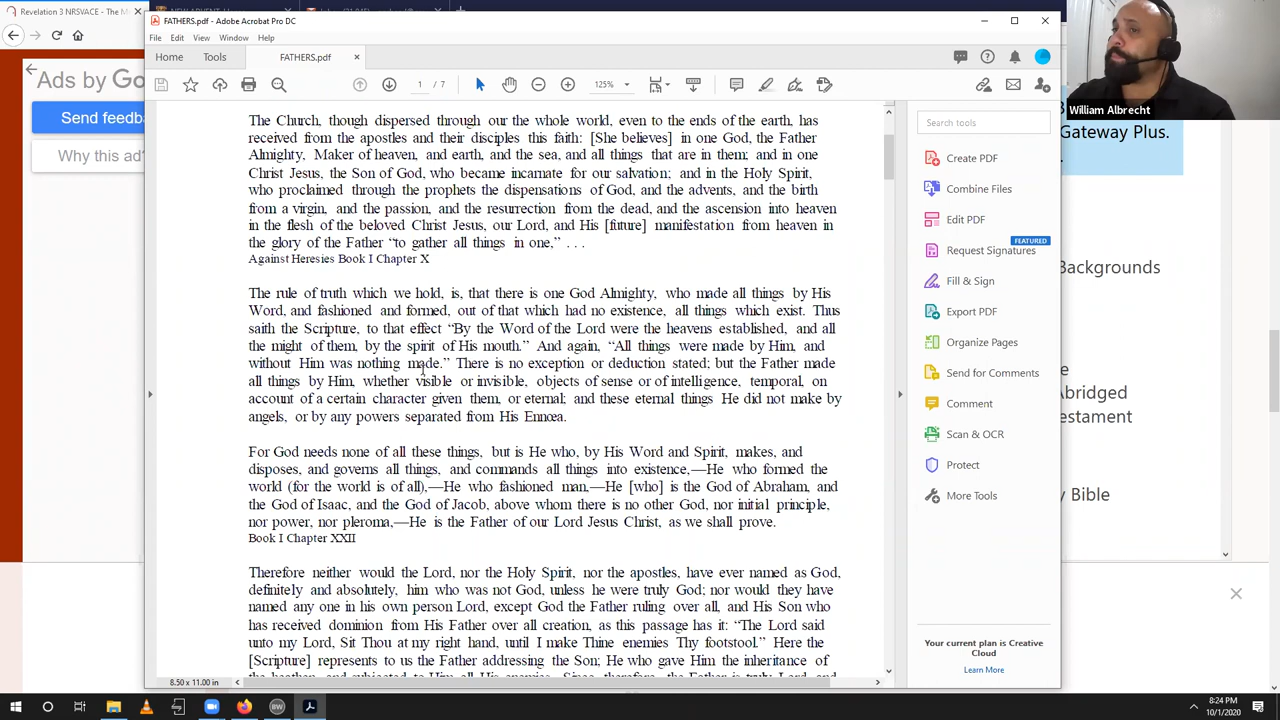 Revelation 3 NRSVACE - The M
FATHERS.pdf - Adobe Acrobat Pro DC
File Edit View Window Help
Home Tools FATHERS.pdf ×
1 / 7 125%
William Albrecht
Gateway Plus.
Ads by Go
Send feedba
Why this ad?
The Church, though dispersed through our the whole world, even to the ends of the earth, has
received from the apostles and their disciples this faith: [She believes] in one God, the Father
Almighty, Maker of heaven, and earth, and the sea, and all things that are in them; and in one
Christ Jesus, the Son of God, who became incarnate for our salvation; and in the Holy Spirit,
who proclaimed through the prophets the dispensations of God, and the advents, and the birth
from a virgin, and the passion, and the resurrection from the dead, and the ascension into heaven
in the flesh of the beloved Christ Jesus, our Lord, and His [future] manifestation from heaven in
the glory of the Father “to gather all things in one,” . . .
Against Heresies Book I Chapter X
The rule of truth which we hold, is, that there is one God Almighty, who made all things by His
Word, and fashioned and formed, out of that which had no existence, all things which exist. Thus
saith the Scripture, to that effect “By the Word of the Lord were the heavens established, and all
the might of them, by the spirit of His mouth.” And again, “All things were made by Him, and
without Him was nothing made.” There is no exception or deduction stated; but the Father made
all things by Him, whether visible or invisible, objects of sense or of intelligence, temporal, on
account of a certain character given them, or eternal; and these eternal things He did not make by
angels, or by any powers separated from His Ennœa.
For God needs none of all these things, but is He who, by His Word and Spirit, makes, and
disposes, and governs all things, and commands all things into existence,—He who formed the
world (for the world is of all),—He who fashioned man,—He [who] is the God of Abraham, and
the God of Isaac, and the God of Jacob, above whom there is no other God, nor initial principle,
nor power, nor pleroma,—He is the Father of our Lord Jesus Christ, as we shall prove.
Book I Chapter XXII
Therefore neither would the Lord, nor the Holy Spirit, nor the apostles, have ever named as God,
definitely and absolutely, him who was not God, unless he were truly God; nor would they have
named any one in his own person Lord, except God the Father ruling over all, and His Son who
has received dominion from His Father over all creation, as this passage has it: “The Lord said
unto my Lord, Sit Thou at my right hand, until I make Thine enemies Thy footstool.” Here the
[Scripture] represents to us the Father addressing the Son; He who gave Him the inheritance of
8.50 x 11.00 in
Search tools
Create PDF
Combine Files
Edit PDF
FEATURED
Request Signatures
Fill & Sign
Export PDF
Organize Pages
Send for Comments
Comment
Scan & OCR
Protect
More Tools
Your current plan is Creative
Cloud
Learn More
Backgrounds
e
Abridged
estament
y Bible
BW
8:24 PM
10/1/2020